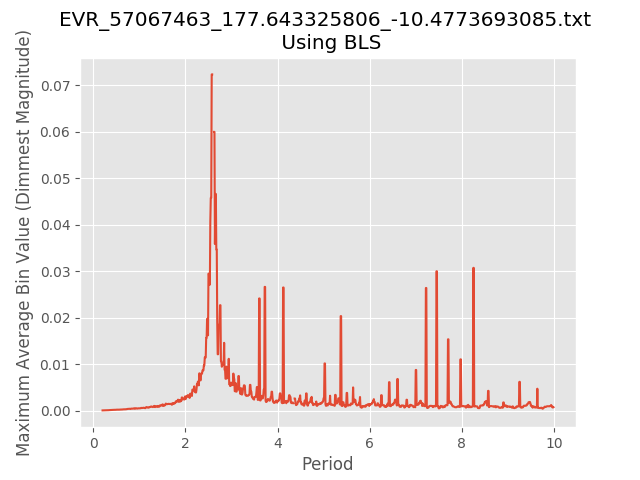 EVR_57067463_177.643325806_-10.4773693085.txt
Using BLS
Maximum Average Bin Value (Dimmest Magnitude)
0.07
0.06
0.05
0.04
0.03
0.02
0.01
0.00
0 2 4 6 8 10
Period